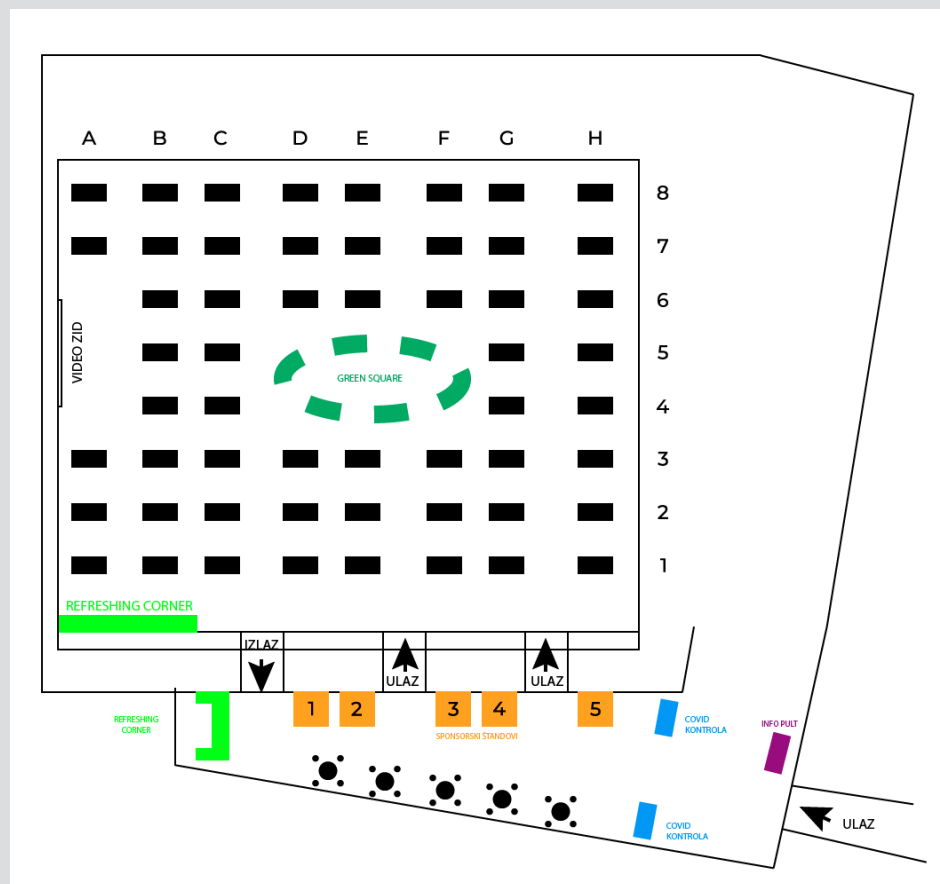 A B C D E F G H
8
7
6
5
4
3
2
1
VIDEO ZID
GREEN SQUARE
REFRESHING CORNER
IZLAZ
ULAZ
ULAZ
REFRESHING
CORNER
1 2 3 4 5
SPONSORSKI ŠTANDOVI
COVID
KONTROLA
INFO PULT
COVID
KONTROLA
ULAZ